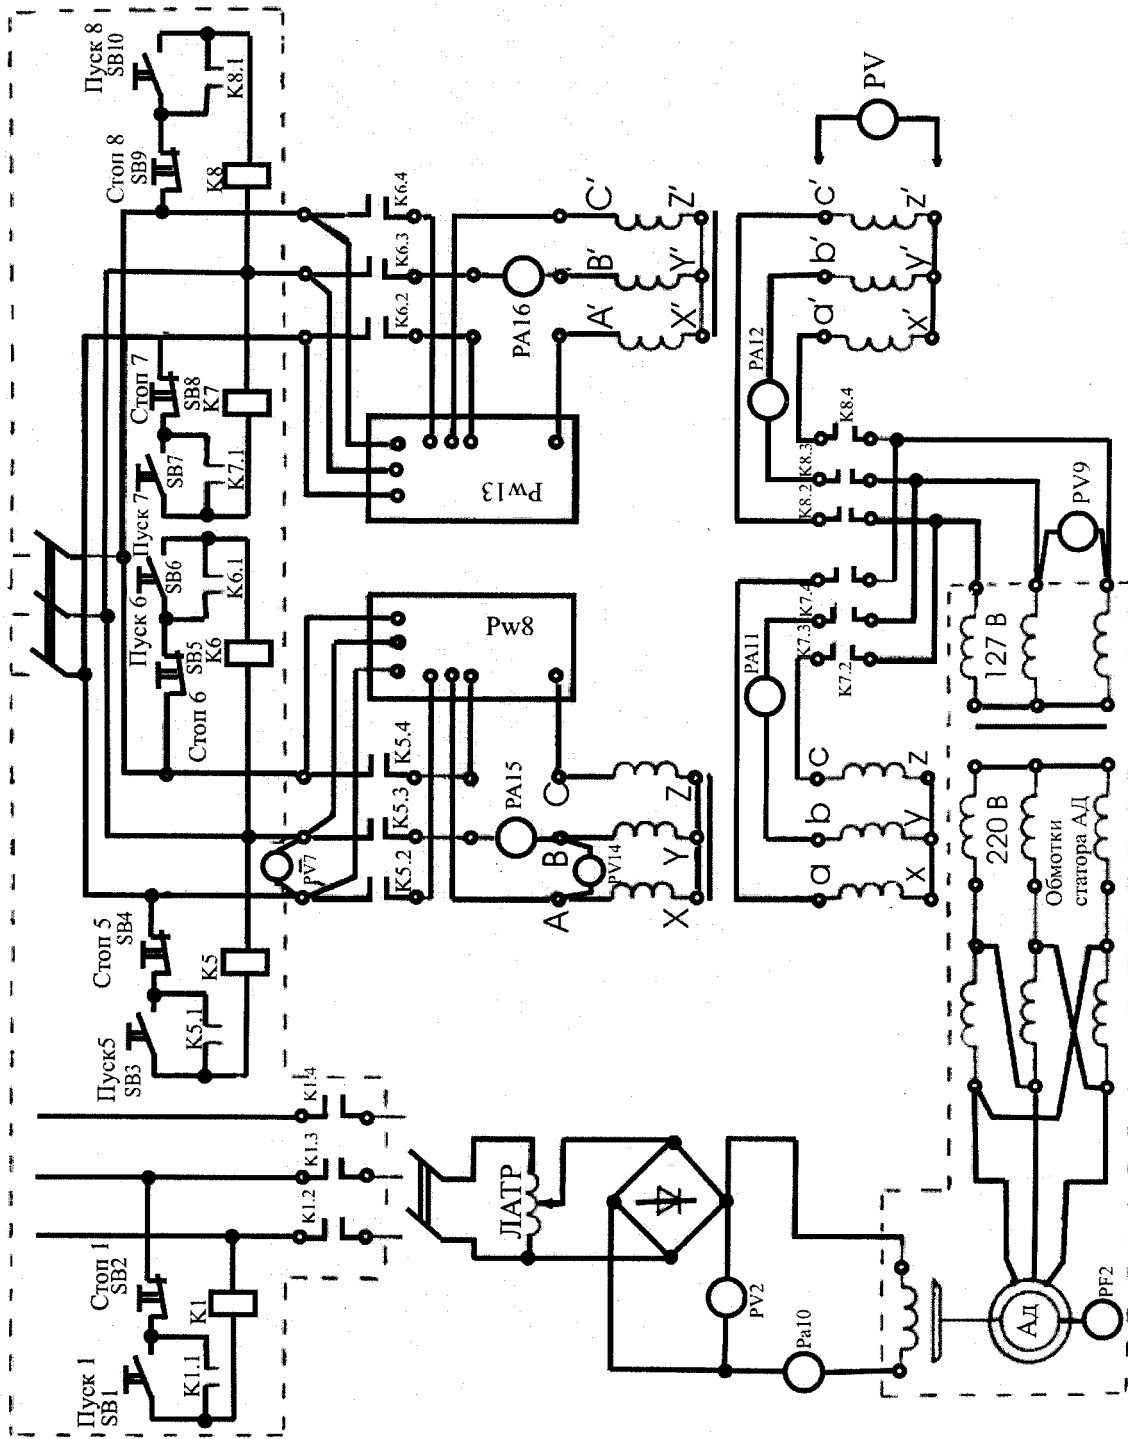 Пуск 8
SB10
K8.1
Стоп 8
SB9
K8
Стоп 7
SB8
K7
Пуск 7
SB7
K7.1
Пуск 6
SB6
K6.1
Стоп 6
SB5
K6
Стоп 5
SB4
K5
Пуск5
SB3
K5.1
Стоп 1
SB2
K1
Пуск 1
SB1
K1.1
K1.4
K1.3
K1.2
K6.4
K6.3
K6.2
PA16
C'
B'
A'
Z'
Y'
X'
Pw13
Pw8
PV7
K5.4
K5.3
K5.2
PA15
C
B
A
PV14
Z
Y
X
PV
c'
b'
a'
z'
y'
x'
PA12
K8.4
K8.3
K8.2
PV9
PA11
K7.4
K7.3
K7.2
c
b
a
z
y
x
127 В
220 В
Обмотки
статора АД
ЛАТР
PV2
Pa10
Ад
PF2